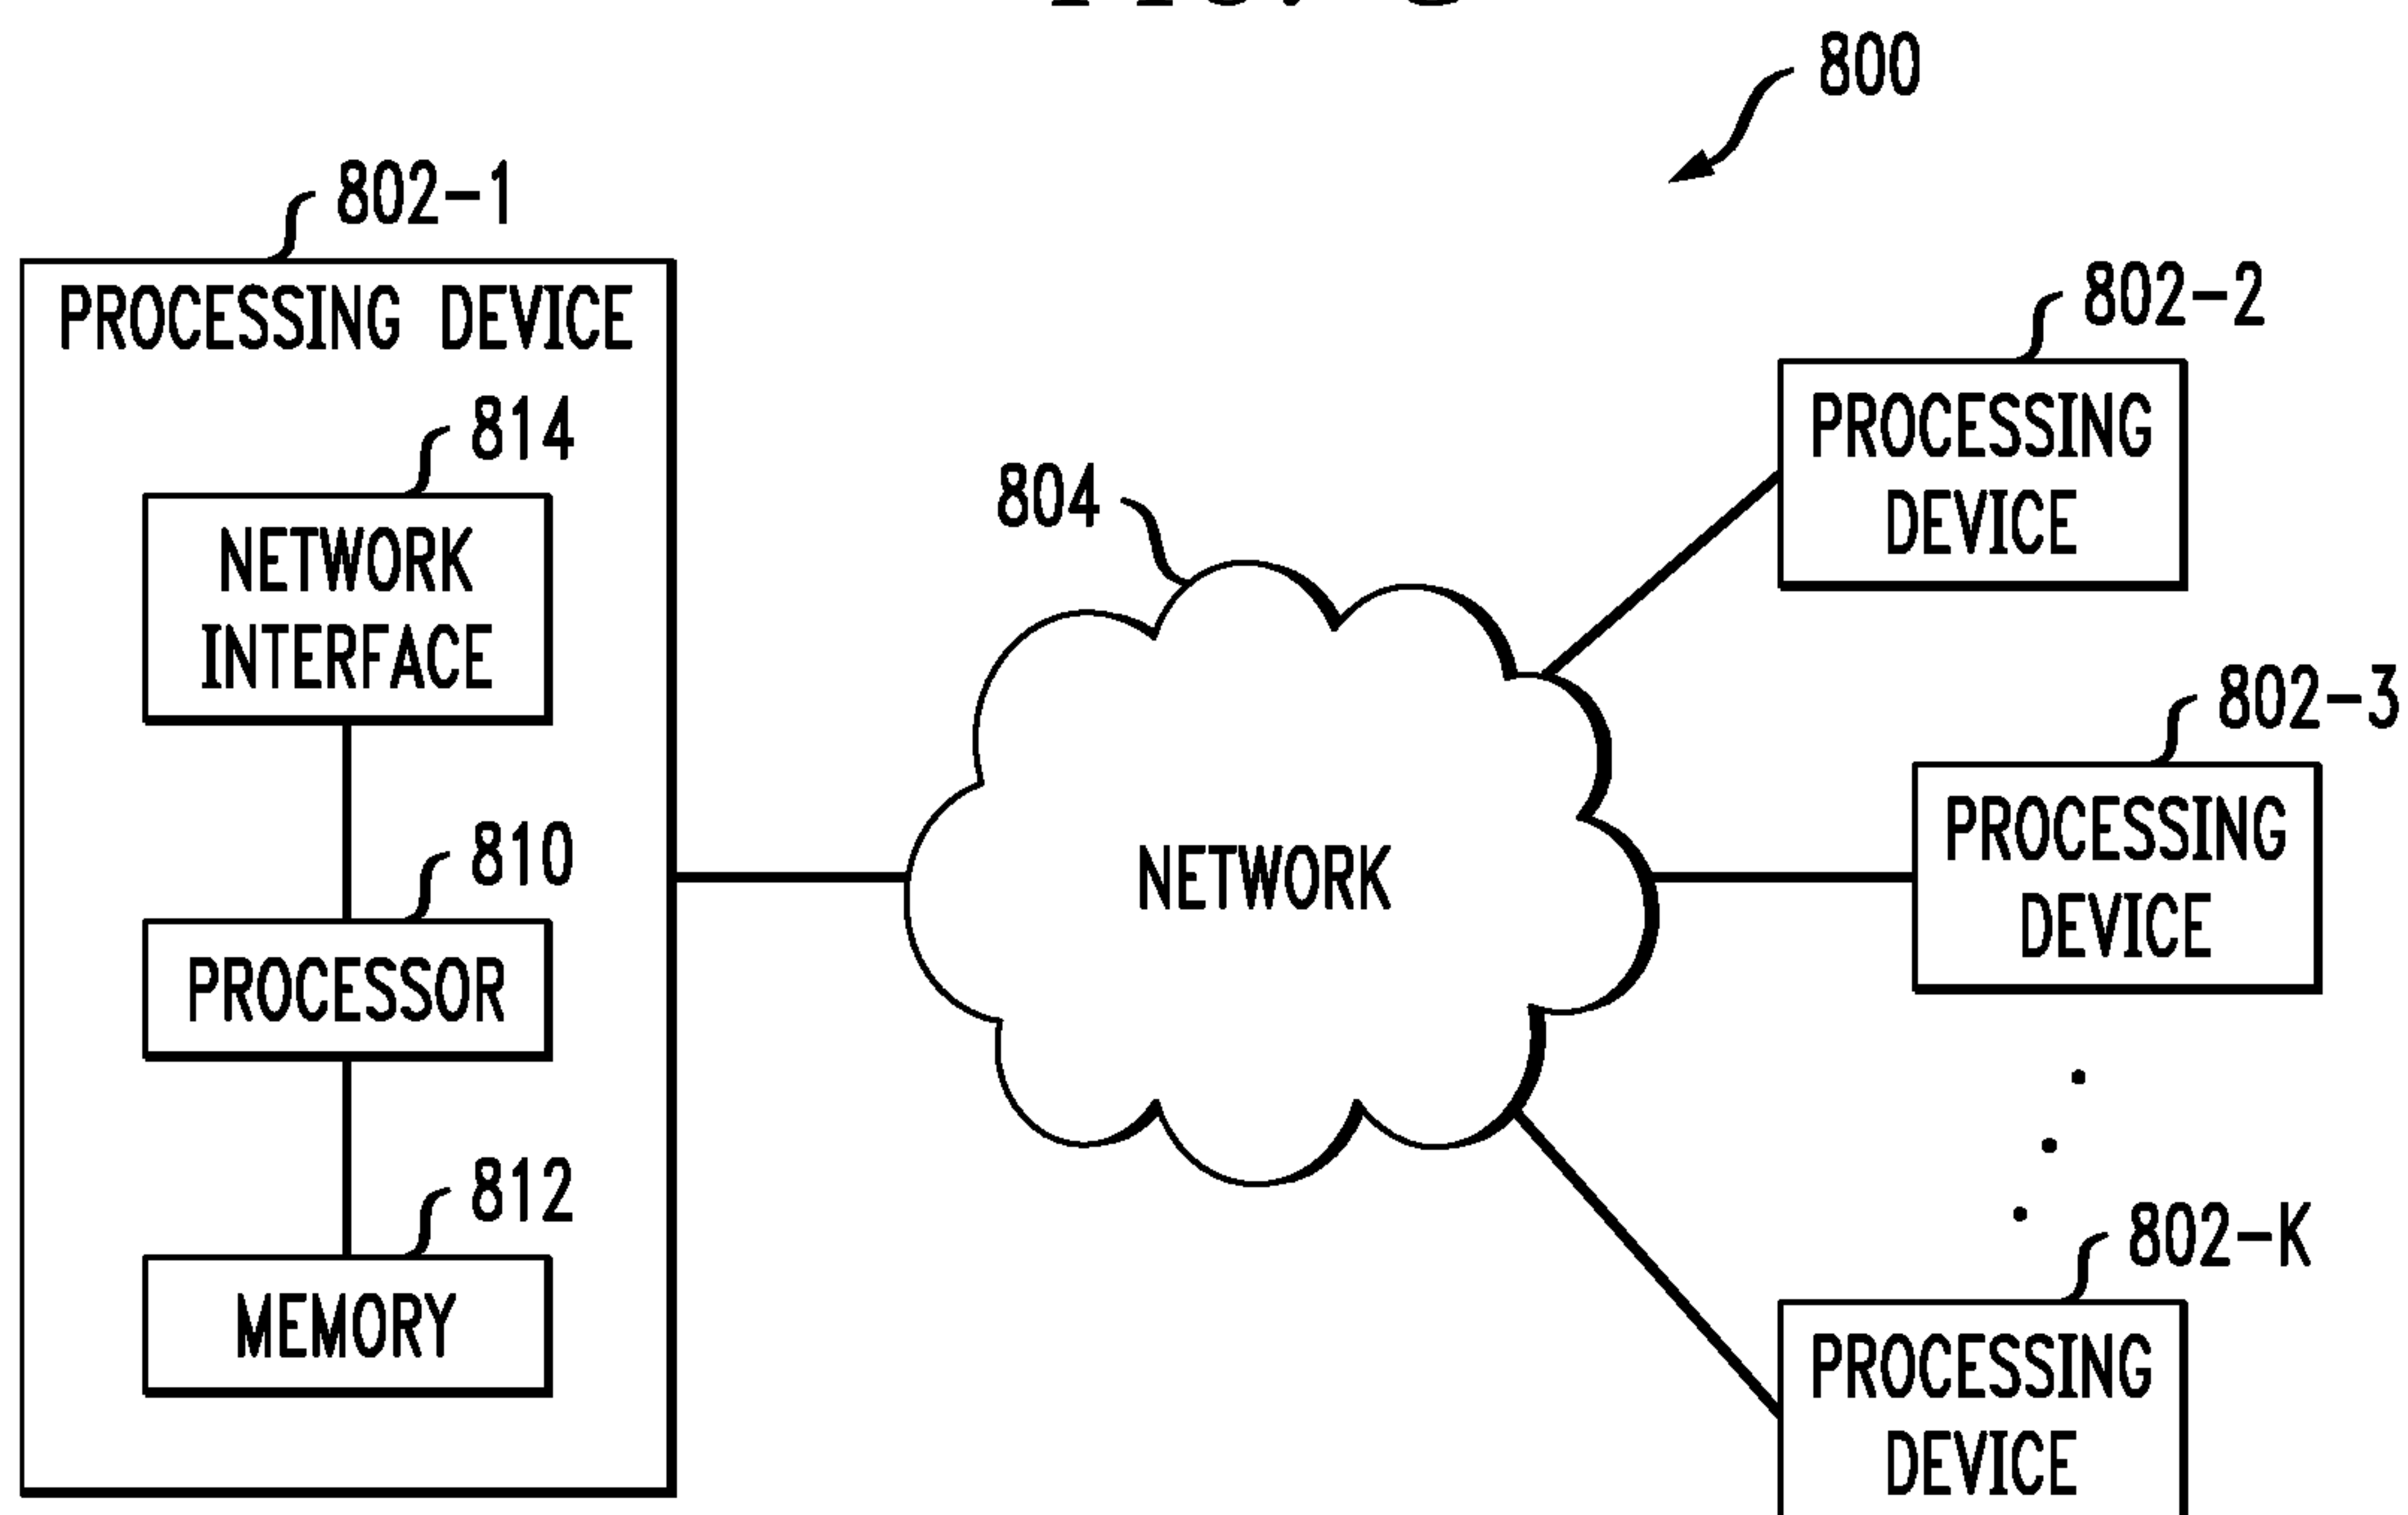 800
802-1
PROCESSING DEVICE
814
NETWORK
INTERFACE
810
PROCESSOR
812
MEMORY
804
NETWORK
802-2
PROCESSING
DEVICE
802-3
PROCESSING
DEVICE
802-K
PROCESSING
DEVICE